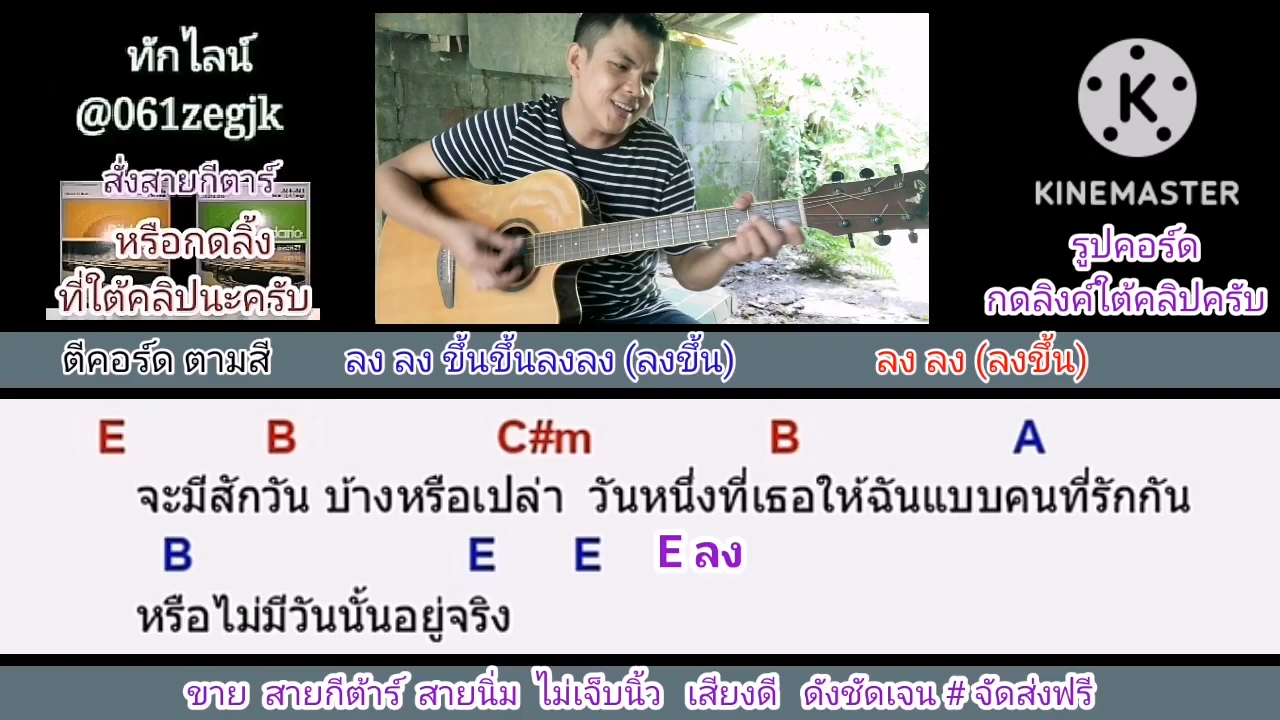 ทักไลน์
@061zegjk
สั่งสายกีตาร์
หรือกดลิ้ง
ที่ใต้คลิปนะครับ
KINEMASTER
รูปคอร์ด
กดลิงค์ใต้คลิปครับ
ตีคอร์ด ตามสี ลง ลง ขึ้นขึ้นลงลง (ลงขึ้น) ลง ลง (ลงขึ้น)
E B C#m B A
จะมีสักวัน บ้างหรือเปล่า วันหนึ่งที่เธอให้ฉันแบบคนที่รักกัน
B E E E ลง
หรือไม่มีวันนั้นอยู่จริง
ขาย สายกีต้าร์ สายนิ่ม ไม่เจ็บนิ้ว เสียงดี ดังชัดเจน # จัดส่งฟรี